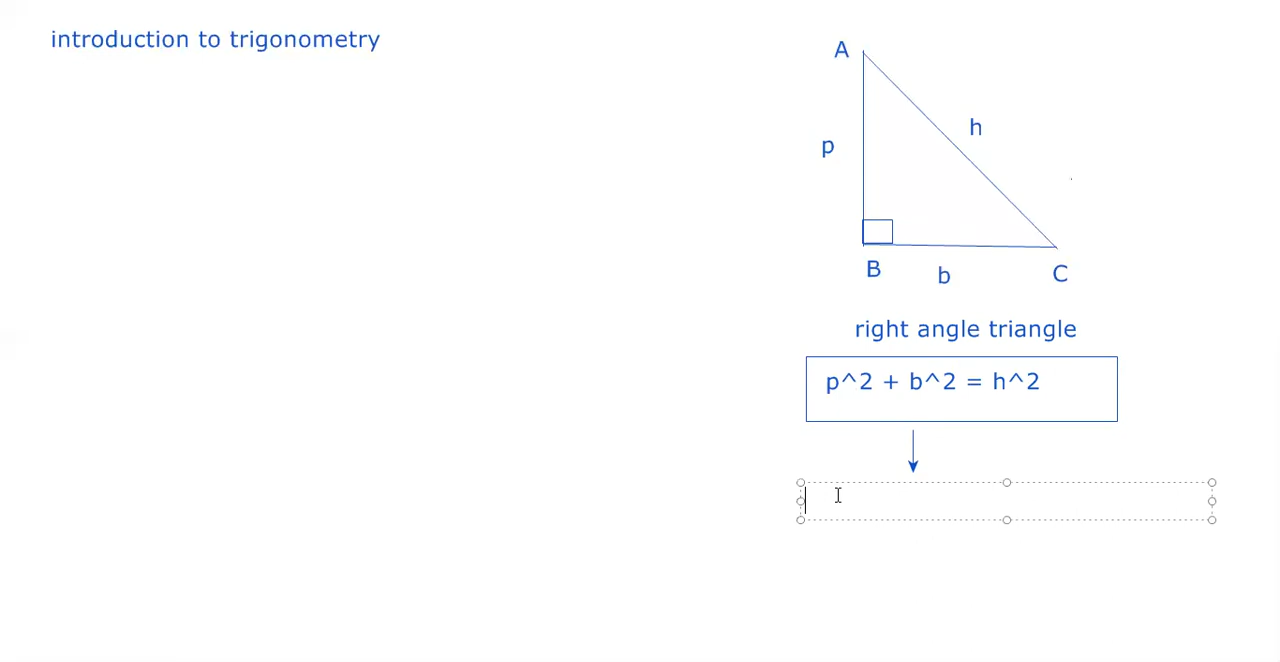 introduction to trigonometry
A
h
p
B
b
C
right angle triangle
p^2 + b^2 = h^2